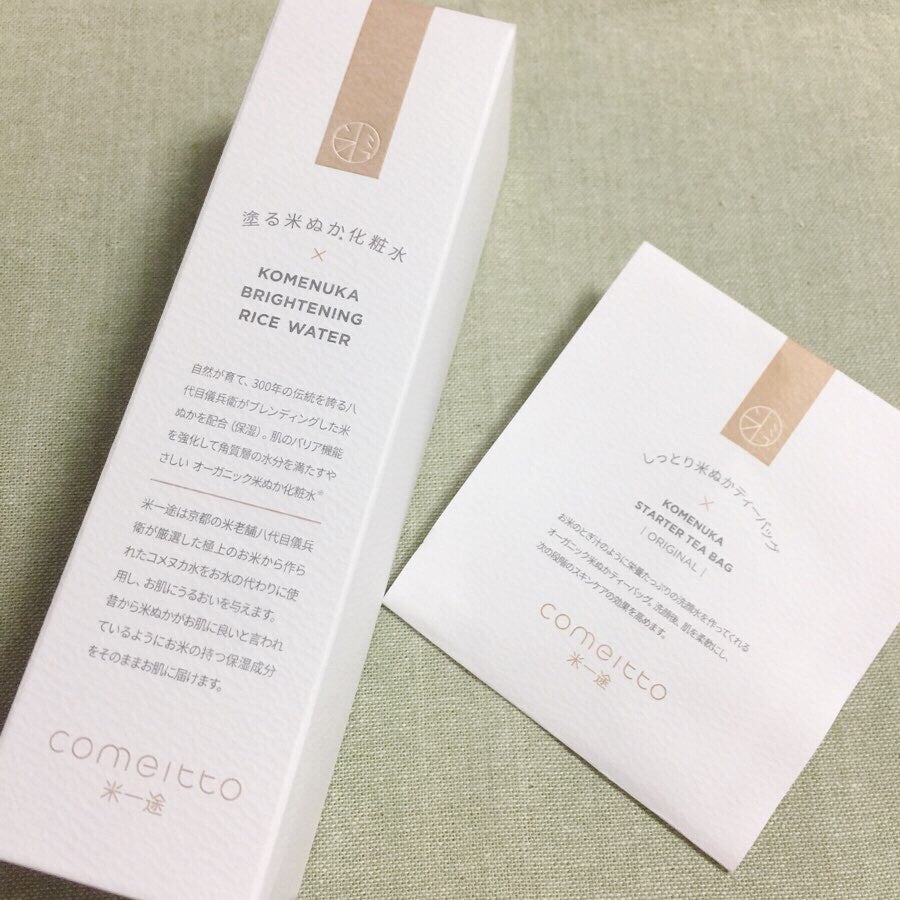 塗る米ぬか化粧水
×
KOMENUKA
BRIGHTENING
RICE WATER
自然が育て、300年の伝統を誇る八
代目儀兵衛がブレンディングした米
ぬかを配合(保湿)。肌のバリア機能
を強化して角質層の水分を満たすや
さしい オーガニック米ぬか化粧水®
米一途は京都の米老舗八代目儀兵
衛が厳選した極上のお米から作ら
れたコメヌカ水をお水の代わりに使
用し、お肌にうるおいを与えます。
昔から米ぬかがお肌に良いと言われ
ているようにお米の持つ保湿成分
をそのままお肌に届けます。
comeitto
米一途
しっとり米ぬかティーバッグ
×
KOMENUKA
STARTER TEA BAG
| ORIGINAL |
お米のとぎ汁のように栄養たっぷりの洗顔水を作ってくれる
オーガニック米ぬかティーバッグ。洗顔後、肌を柔軟にし、
次の段階のスキンケアの効果を高めます。
comeitto
米一途